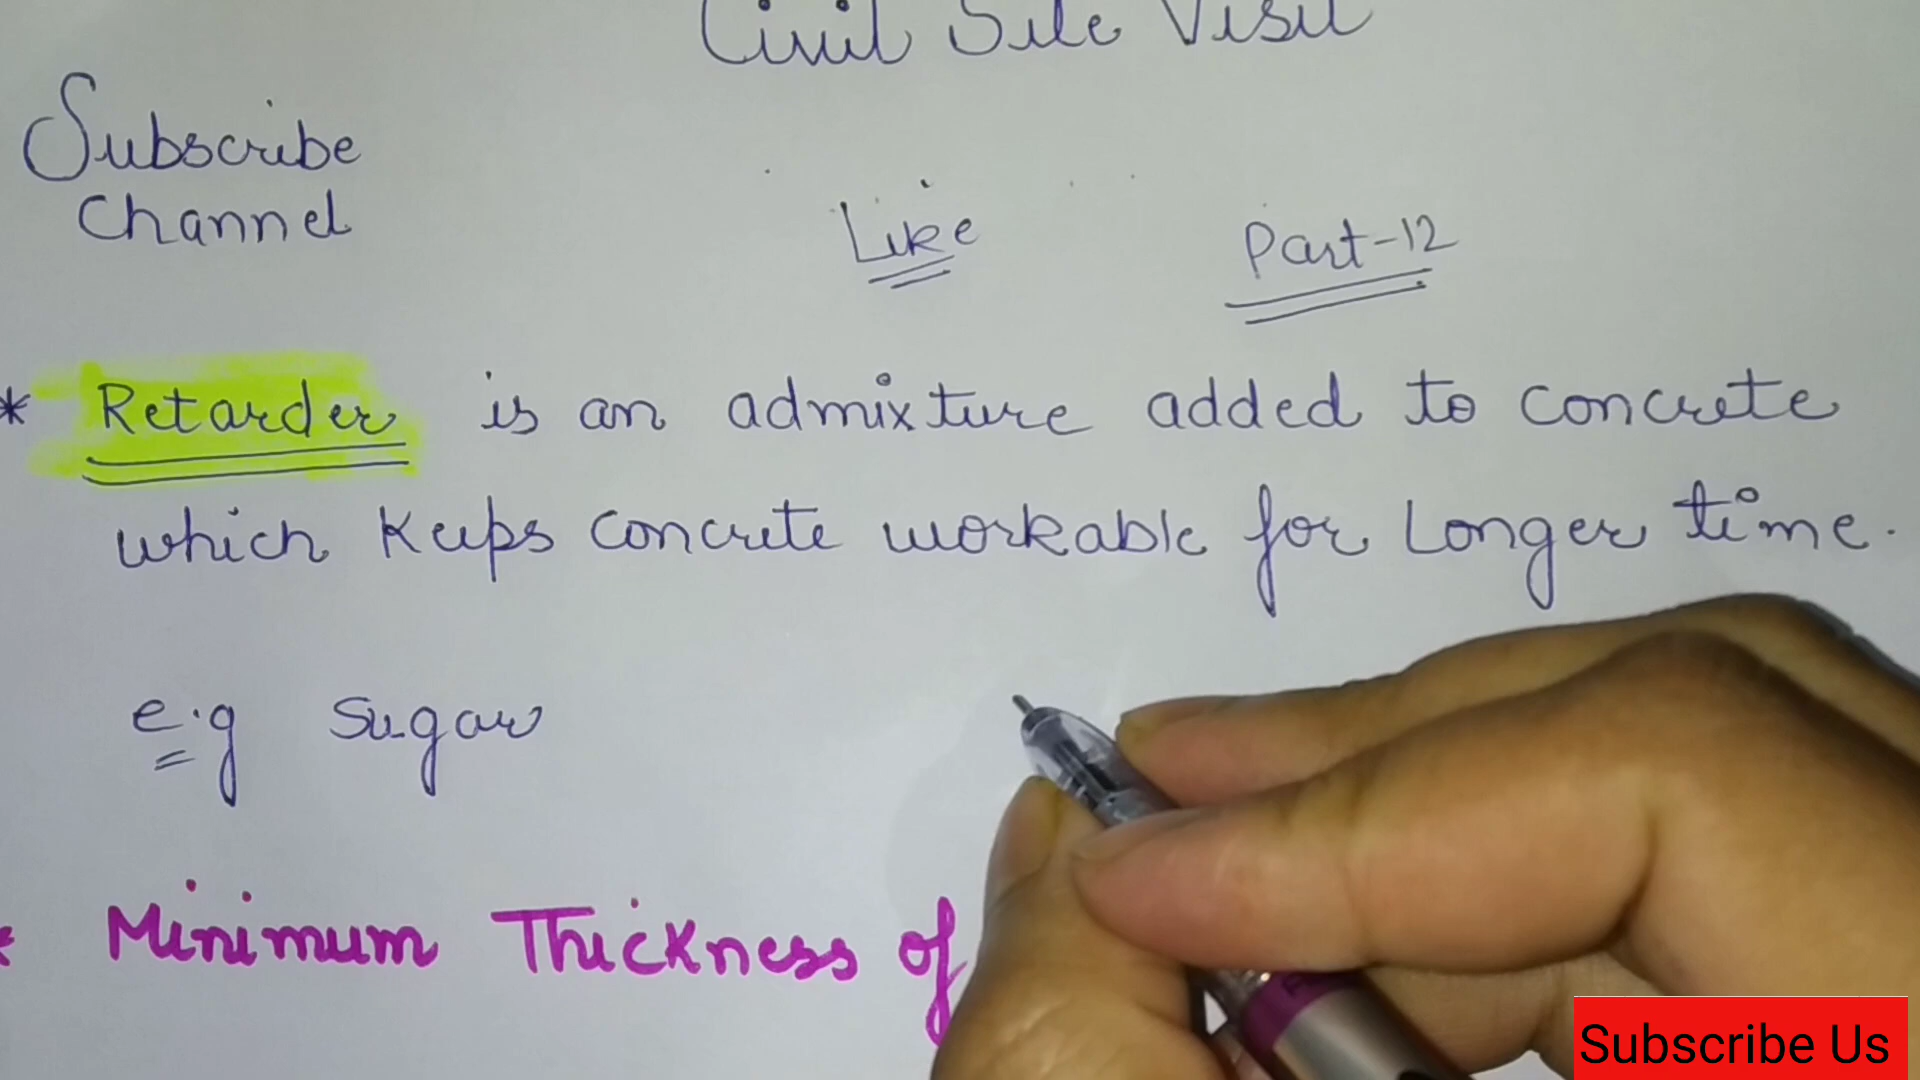 Civil Site Visit
Subscribe
Channel
Like
Part-12
* Retarder is an admixture added to concrete
which keeps concrete workable for Longer time.
e.g Sugar
* Minimum Thickness of
Subscribe Us